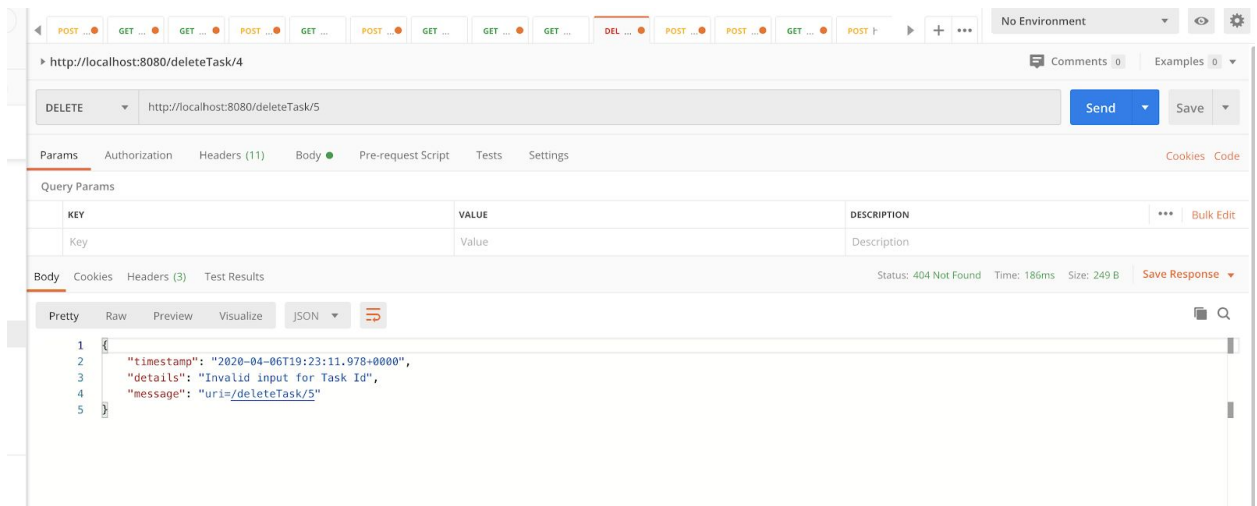 POST ... GET ... GET ... POST ... GET ... POST ... GET ... GET ... GET ... DEL ... POST ... POST ... GET ... POST + ••• No Environment
http://localhost:8080/deleteTask/4 Comments 0 Examples 0
DELETE http://localhost:8080/deleteTask/5 Send Save
Params Authorization Headers (11) Body Pre-request Script Tests Settings Cookies Code
Query Params
KEY VALUE DESCRIPTION ••• Bulk Edit
Key Value Description
Body Cookies Headers (3) Test Results Status: 404 Not Found Time: 186ms Size: 249 B Save Response
Pretty Raw Preview Visualize JSON
1 {
2 "timestamp": "2020-04-06T19:23:11.978+0000",
3 "details": "Invalid input for Task Id",
4 "message": "uri=/deleteTask/5"
5 }